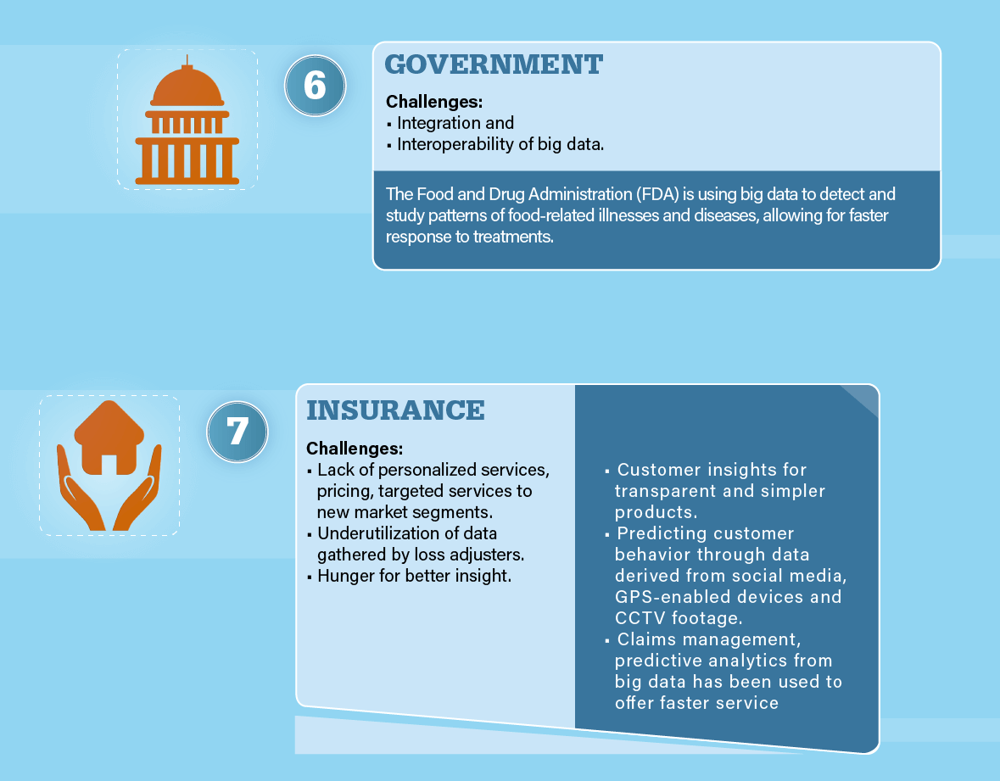 6
GOVERNMENT
Challenges:
▪ Integration and
▪ Interoperability of big data.
The Food and Drug Administration (FDA) is using big data to detect and
study patterns of food-related illnesses and diseases, allowing for faster
response to treatments.
7
INSURANCE
Challenges:
▪ Lack of personalized services,
pricing, targeted services to
new market segments.
▪ Underutilization of data
gathered by loss adjusters.
▪ Hunger for better insight.
▪ Customer insights for
transparent and simpler
products.
▪ Predicting customer
behavior through data
derived from social media,
GPS-enabled devices and
CCTV footage.
▪ Claims management,
predictive analytics from
big data has been used to
offer faster service